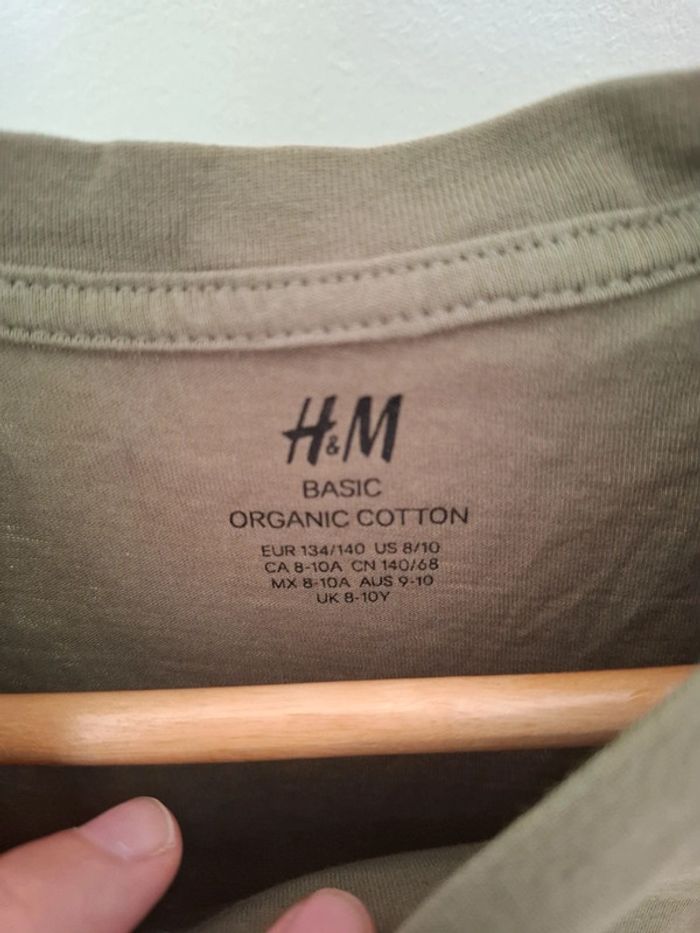 H&M
BASIC
ORGANIC COTTON
EUR 134/140 US 8/10
CA 8-10A CN 140/68
MX 8-10A AUS 9-10
UK 8-10Y